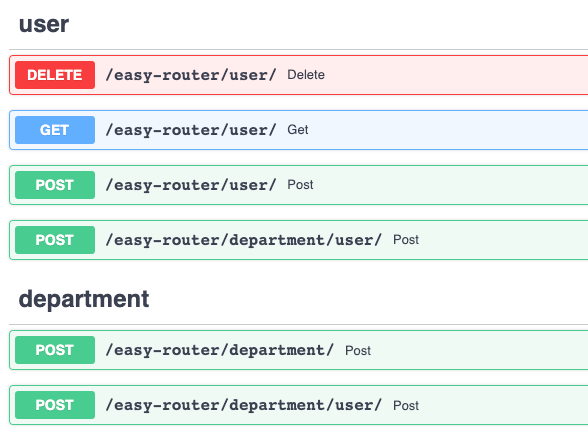 user
DELETE /easy-router/user/ Delete
GET /easy-router/user/ Get
POST /easy-router/user/ Post
POST /easy-router/department/user/ Post
department
POST /easy-router/department/ Post
POST /easy-router/department/user/ Post